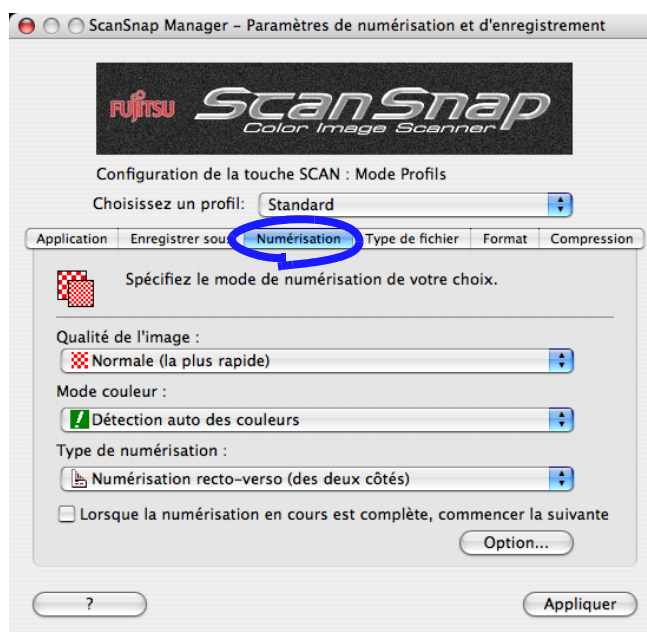 ScanSnap Manager – Paramètres de numérisation et d'enregistrement
FUJITSU ScanSnap
Color Image Scanner
Configuration de la touche SCAN : Mode Profils
Choisissez un profil: Standard
Application Enregistrer sous Numérisation Type de fichier Format Compression
Spécifiez le mode de numérisation de votre choix.
Qualité de l'image :
Normale (la plus rapide)
Mode couleur :
Détection auto des couleurs
Type de numérisation :
Numérisation recto-verso (des deux côtés)
Lorsque la numérisation en cours est complète, commencer la suivante
Option...
? Appliquer